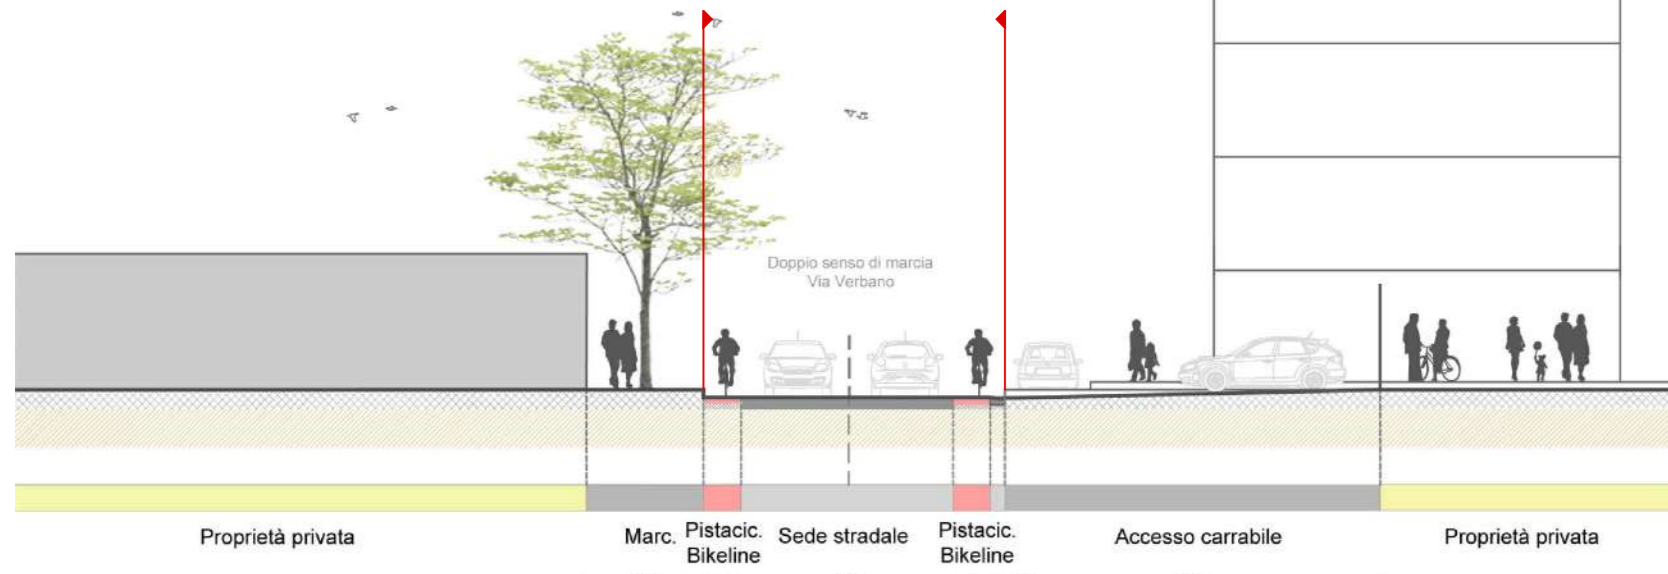 Doppio senso di marcia
Via Verbano
Proprietà privata
Marc.
Pistacic.
Bikeline
Sede stradale
Pistacic.
Bikeline
Accesso carrabile
Proprietà privata